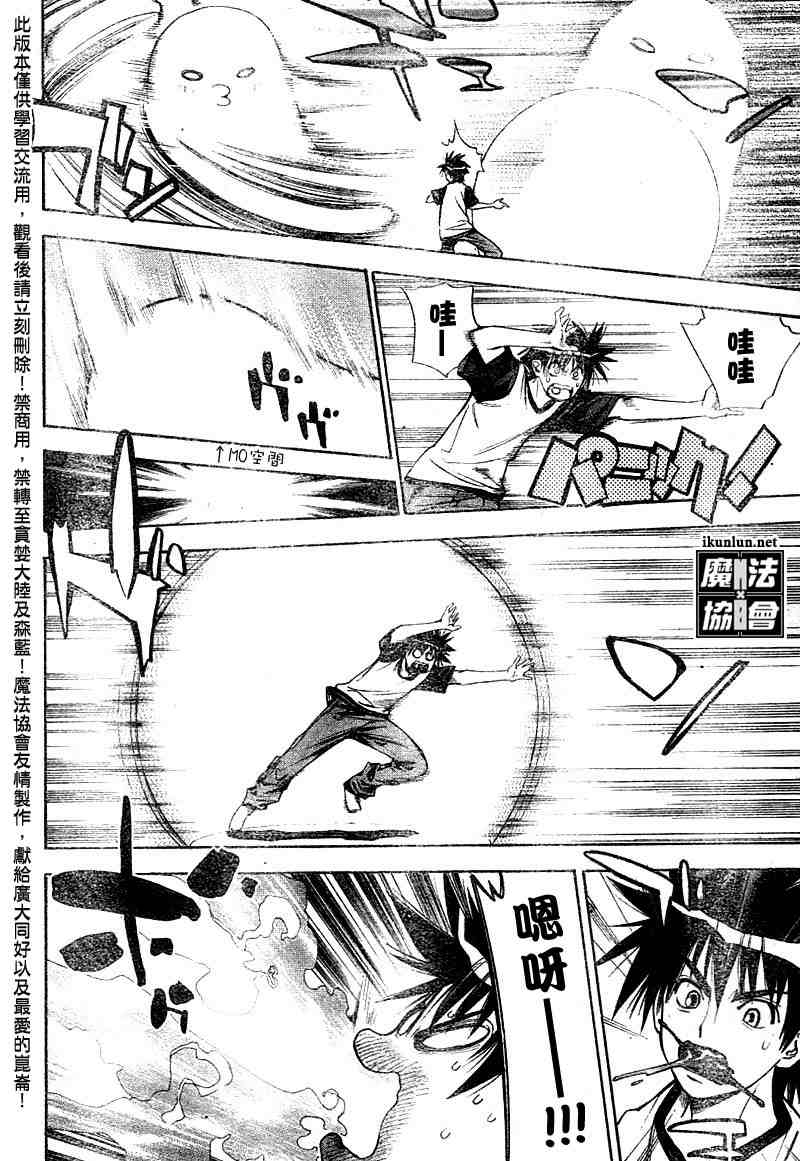 此版本僅供學習交流用，觀看後請立刻刪除！禁商用，禁轉至貪婪大陸及森藍！魔法協會友情製作，獻給廣大同好以及最愛的崑崙！
哇
哇
哇
ー
パニック！
↑MO空間
ikunlun.net
魔法
協會
嗯呀——!!!